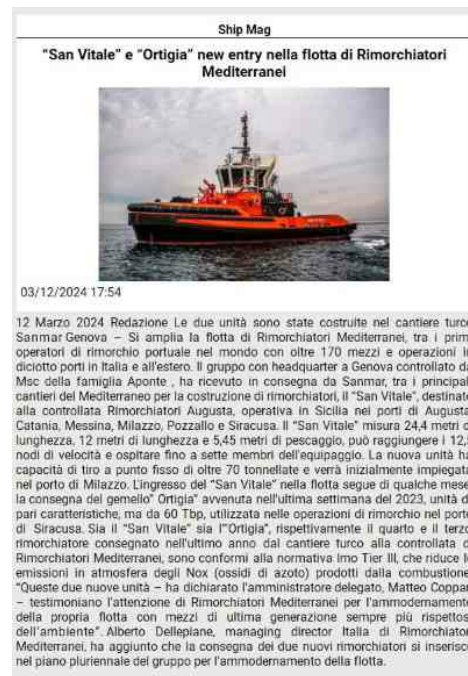 Ship Mag
“San Vitale” e “Ortigia” new entry nella flotta di Rimorchiatori
Mediterranei
03/12/2024 17:54
12 Marzo 2024 Redazione Le due unità sono state costruite nel cantiere turco
Sanmar Genova – Si amplia la flotta di Rimorchiatori Mediterranei, tra i primi
operatori di rimorchio portuale nel mondo con oltre 170 mezzi e operazioni in
diciotto porti in Italia e all'estero. Il gruppo con headquarter a Genova controllato da
Msc della famiglia Aponte , ha ricevuto in consegna da Sanmar, tra i principali
cantieri del Mediterraneo per la costruzione di rimorchiatori, il “San Vitale”, destinato
alla controllata Rimorchiatori Augusta, operativa in Sicilia nei porti di Augusta,
Catania, Messina, Milazzo, Pozzallo e Siracusa. Il “San Vitale” misura 24,4 metri di
lunghezza, 12 metri di lunghezza e 5,45 metri di pescaggio, può raggiungere i 12,5
nodi di velocità e ospitare fino a sette membri dell'equipaggio. La nuova unità ha
capacità di tiro a punto fisso di oltre 70 tonnellate e verrà inizialmente impiegata
nel porto di Milazzo. L'ingresso del “San Vitale” nella flotta segue di qualche mese
la consegna del gemello” Ortigia” avvenuta nell'ultima settimana del 2023, unità di
pari caratteristiche, ma da 60 Tbp, utilizzata nelle operazioni di rimorchio nel porto
di Siracusa. Sia il “San Vitale” sia l'”Ortigia”, rispettivamente il quarto e il terzo
rimorchiatore consegnato nell'ultimo anno dal cantiere turco alla controllata di
Rimorchiatori Mediterranei, sono conformi alla normativa Imo Tier III, che riduce le
emissioni in atmosfera degli Nox (ossidi di azoto) prodotti dalla combustione.
“Queste due nuove unità – ha dichiarato l'amministratore delegato, Matteo Coppari
– testimoniano l'attenzione di Rimorchiatori Mediterranei per l'ammodernamento
della propria flotta con mezzi di ultima generazione sempre più rispettosi
dell'ambiente”. Alberto Dellepiane, managing director Italia di Rimorchiatori
Mediterranei, ha aggiunto che la consegna dei due nuovi rimorchiatori si inserisce
nel piano pluriennale del gruppo per l'ammodernamento della flotta.